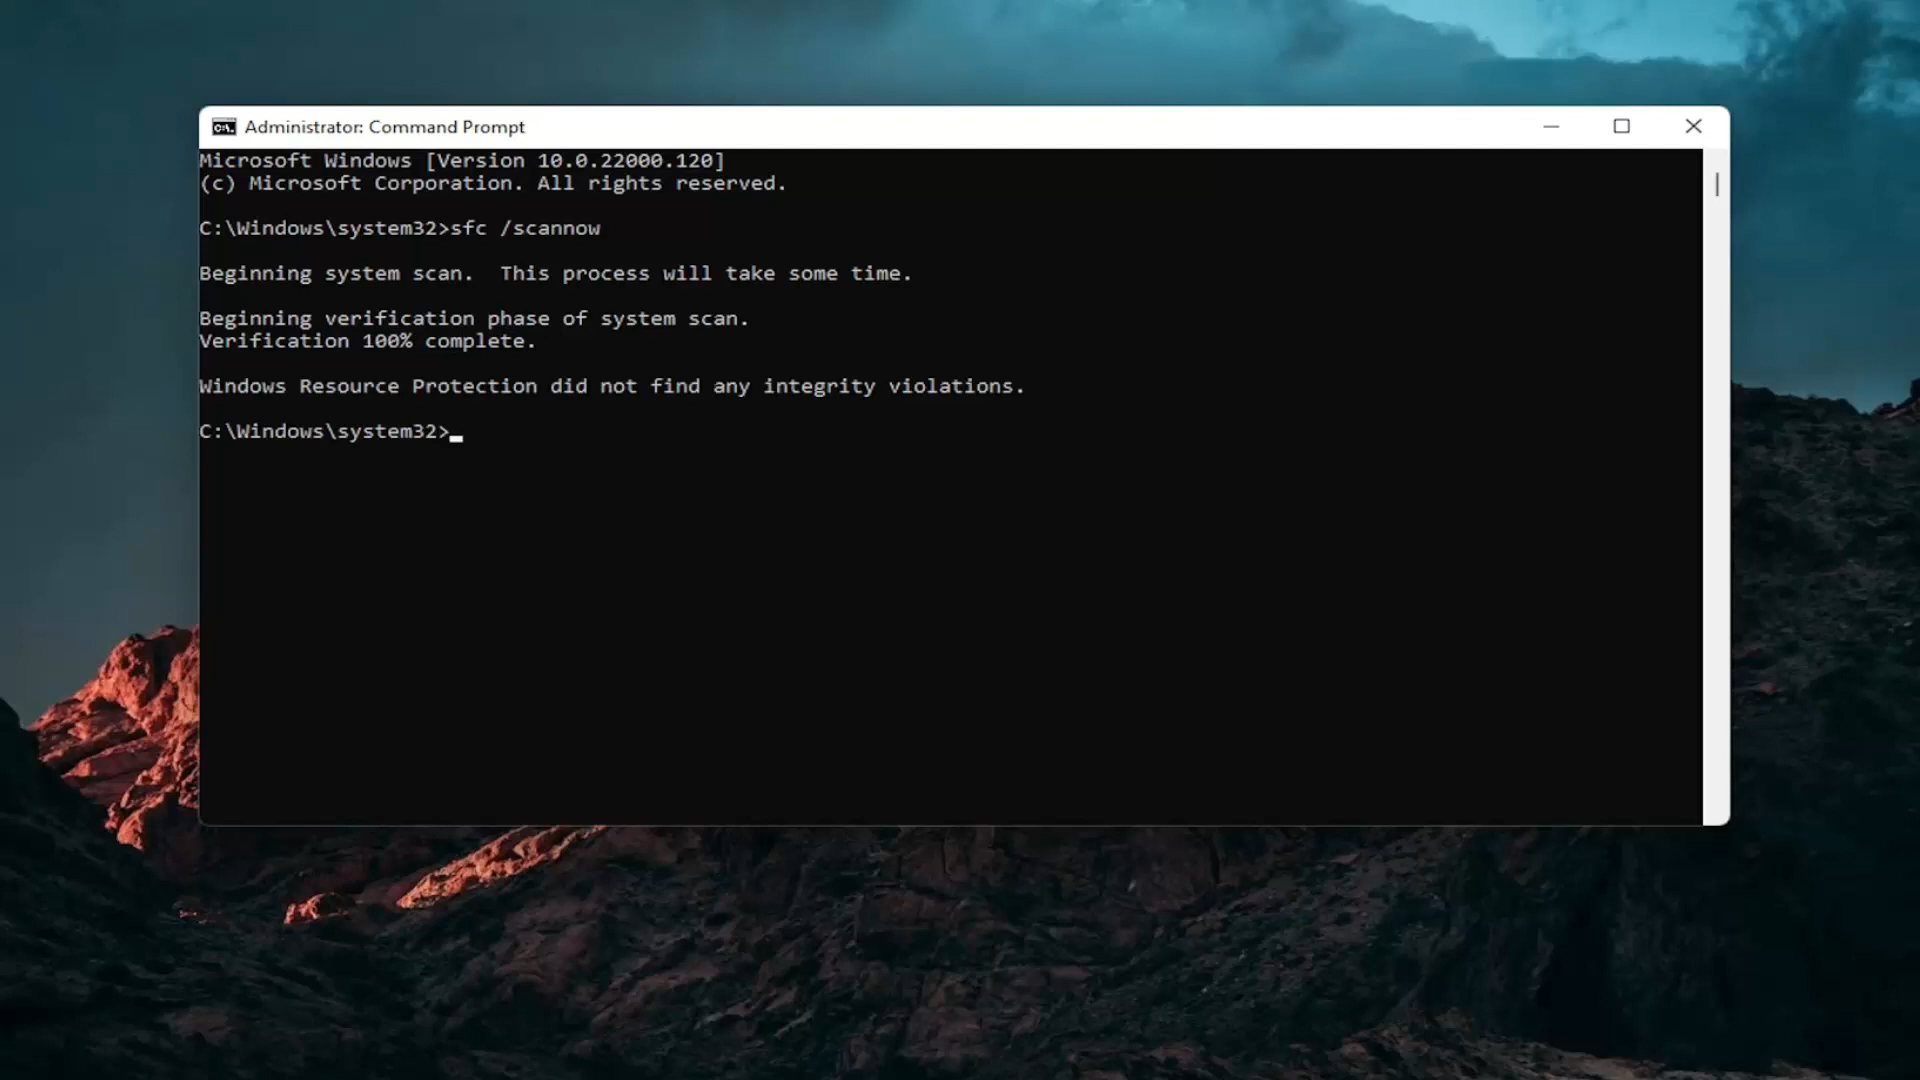 Administrator: Command Prompt
Microsoft Windows [Version 10.0.22000.120]
(c) Microsoft Corporation. All rights reserved.
C:\Windows\system32>sfc /scannow
Beginning system scan.  This process will take some time.
Beginning verification phase of system scan.
Verification 100% complete.
Windows Resource Protection did not find any integrity violations.
C:\Windows\system32>